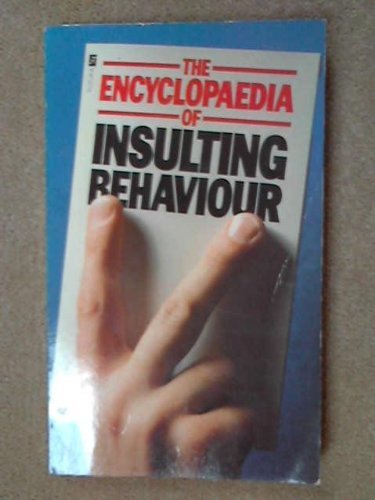 THE
ENCYCLOPAEDIA
OF
INSULTING
BEHAVIOUR